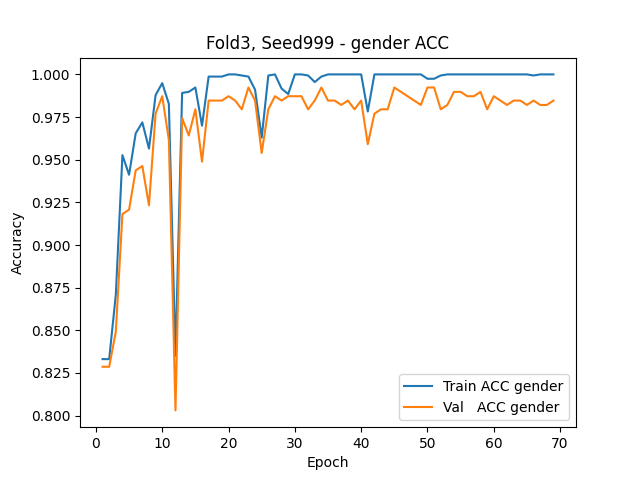 Fold3, Seed999 - gender ACC
1.000
0.975
0.950
0.925
0.900
0.875
0.850
0.825
0.800
Accuracy
Train ACC gender
Val   ACC gender
0 10 20 30 40 50 60 70
Epoch